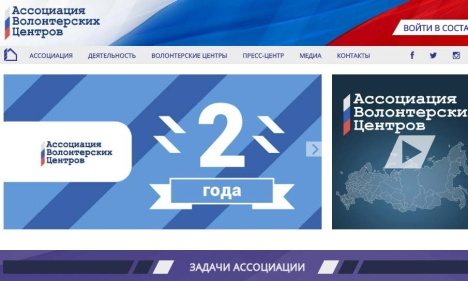 Ассоциация
Волонтерских
Центров
ВОЙТИ В СОСТА
АССОЦИАЦИЯ ДЕЯТЕЛЬНОСТЬ ВОЛОНТЕРСКИЕ ЦЕНТРЫ ПРЕСС-ЦЕНТР МЕДИА КОНТАКТЫ
Ассоциация
Волонтерских
Центров
2
года
Ассоциация
Волонтерски
Центров
ЗАДАЧИ АССОЦИАЦИИ